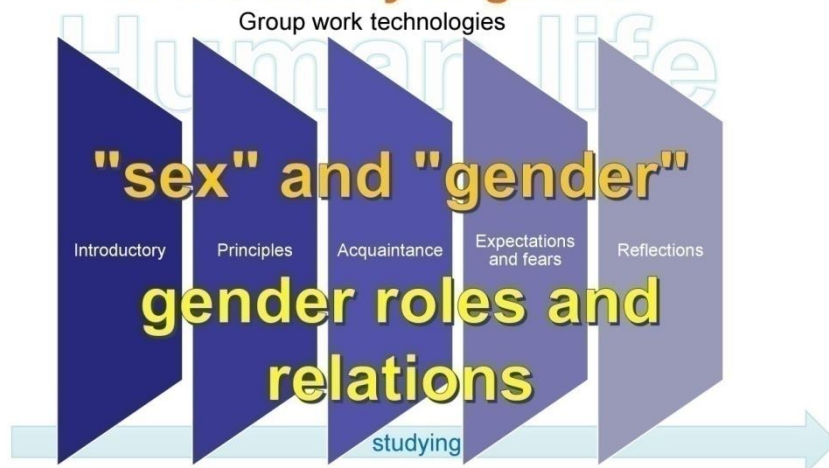 Group work technologies
Human life
"sex" and "gender"
Introductory
Principles
Acquaintance
Expectations
and fears
Reflections
gender roles and
relations
studying